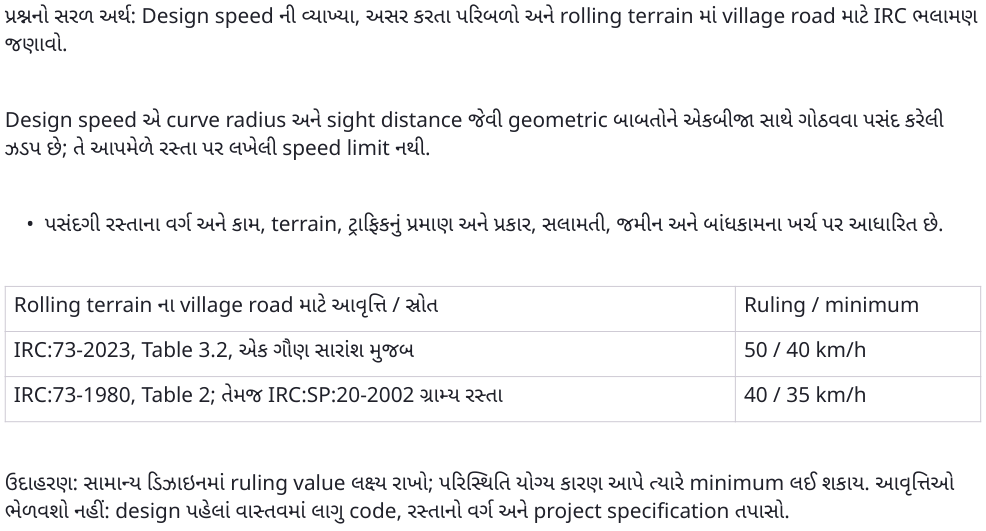 પ્રશ્નનો સરળ અર્થ: Design speed ની વ્યાખ્યા, અસર કરતા પરિબળો અને rolling terrain માં village road માટે IRC ભલામણ
જણાવો.
Design speed એ curve radius અને sight distance જેવી geometric બાબતોને એકબીજા સાથે ગોઠવવા પસંદ કરેલી
ઝડપ છે; તે આપમેળે રસ્તા પર લખેલી speed limit નથી.
• પસંદગી રસ્તાના વર્ગ અને કામ, terrain, ટ્રાફિકનું પ્રમાણ અને પ્રકાર, સલામતી, જમીન અને બાંધકામના ખર્ચ પર આધારિત છે.
Rolling terrain ના village road માટે આવૃત્તિ / સ્રોત Ruling / minimum
IRC:73-2023, Table 3.2, એક ગૌણ સારાંશ મુજબ 50 / 40 km/h
IRC:73-1980, Table 2; તેમજ IRC:SP:20-2002 ગ્રામ્ય રસ્તા 40 / 35 km/h
ઉદાહરણ: સામાન્ય ડિઝાઇનમાં ruling value લક્ષ્ય રાખો; પરિસ્થિતિ યોગ્ય કારણ આપે ત્યારે minimum લઈ શકાય. આવૃત્તિઓ
ભેળવશો નહીં: design પહેલાં વાસ્તવમાં લાગુ code, રસ્તાનો વર્ગ અને project specification તપાસો.